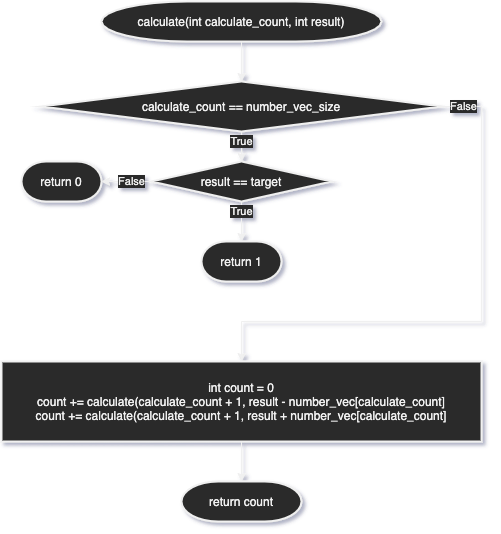 calculate(int calculate_count, int result)
calculate_count == number_vec_size
False
True
return 0
False
result == target
True
return 1
int count = 0
count += calculate(calculate_count + 1, result - number_vec[calculate_count]
count += calculate(calculate_count + 1, result + number_vec[calculate_count]
return count